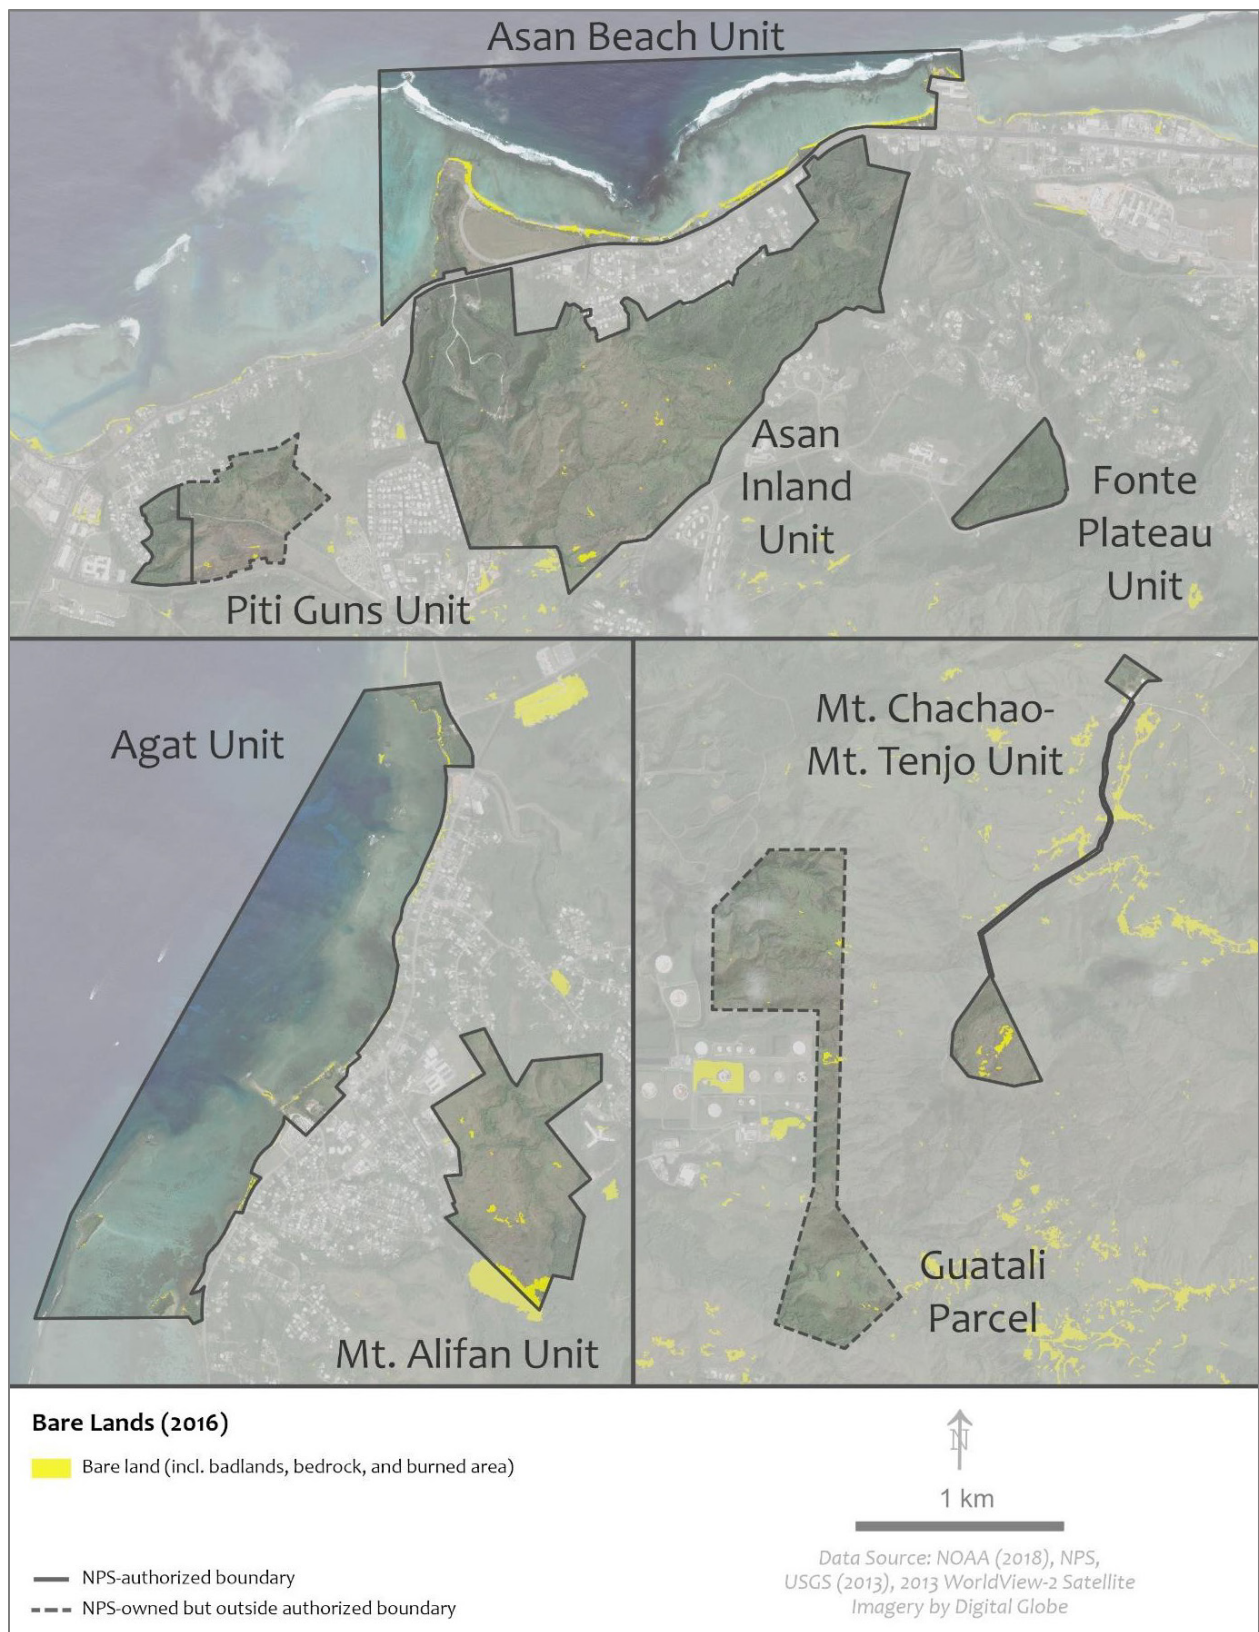 Asan Beach Unit
Asan
Inland
Unit
Fonte
Plateau
Unit
Piti Guns Unit
Agat Unit
Mt. Alifan Unit
Mt. Chachao-
Mt. Tenjo Unit
Guatali
Parcel
Bare Lands (2016)
Bare land (incl. badlands, bedrock, and burned area)
NPS-authorized boundary
NPS-owned but outside authorized boundary
N
1 km
Data Source: NOAA (2018), NPS,
USGS (2013), 2013 WorldView-2 Satellite
Imagery by Digital Globe